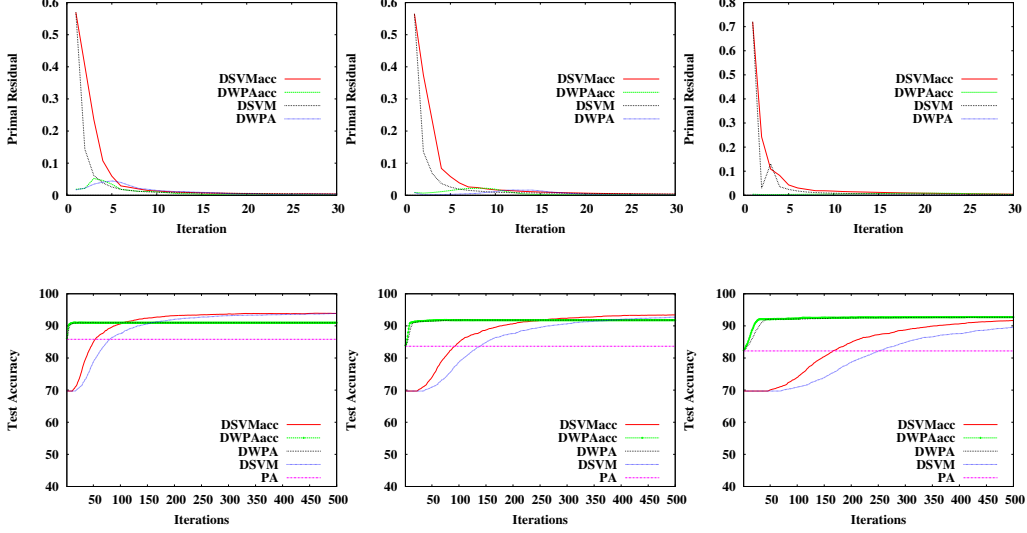 0.8
0.7
0.6
0.5
0.4
0.3
0.2
0.1
0
Primal Residual
DSVMacc
DWPAacc
DSVM
DWPA
0 5 10 15 20 25 30
Iteration
0.6
0.5
0.4
0.3
0.2
0.1
0
Primal Residual
DSVMacc
DWPAacc
DSVM
DWPA
0 5 10 15 20 25 30
Iteration
0.8
0.7
0.6
0.5
0.4
0.3
0.2
0.1
0
Primal Residual
DSVMacc
DWPAacc
DSVM
DWPA
0 5 10 15 20 25 30
Iteration
100
90
80
70
60
50
40
Test Accuracy
DSVMacc
DWPAacc
DWPA
DSVM
PA
50 100 150 200 250 300 350 400 450 500
Iterations
100
90
80
70
60
50
40
Test Accuracy
DSVMacc
DWPAacc
DWPA
DSVM
PA
50 100 150 200 250 300 350 400 450 500
Iterations
100
90
80
70
60
50
40
Test Accuracy
DSVMacc
DWPAacc
DWPA
DSVM
PA
50 100 150 200 250 300 350 400 450 500
Iterations